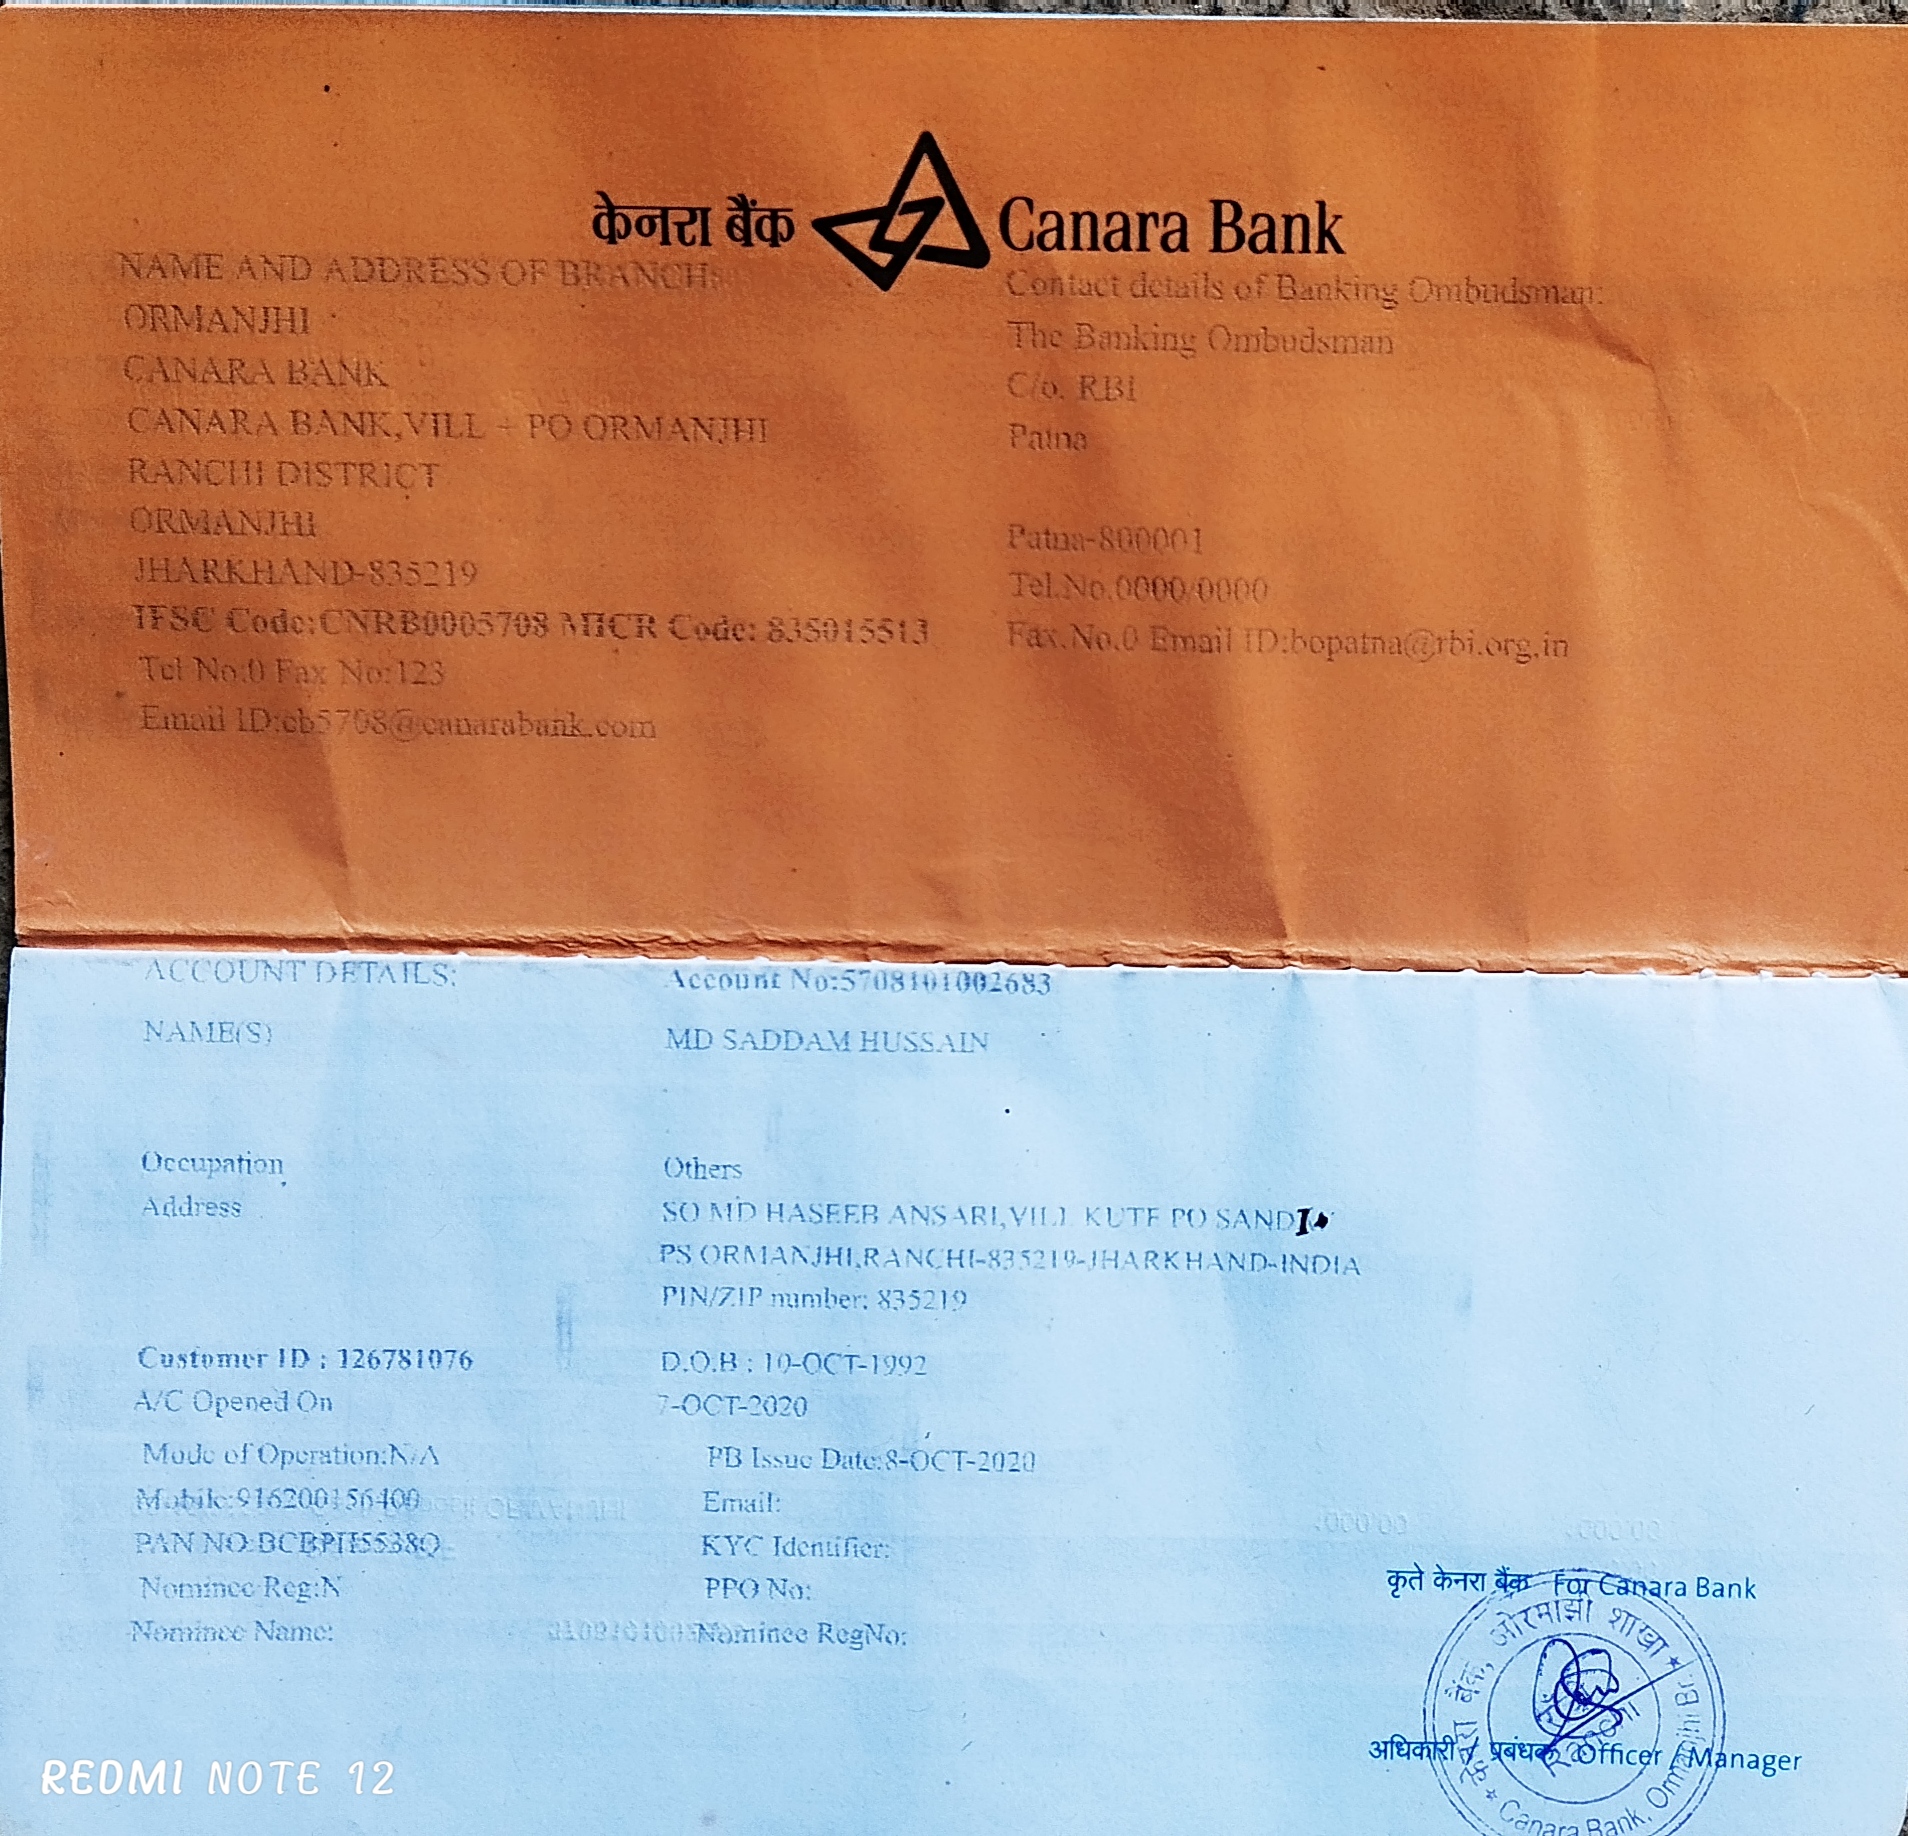 केनरा बैंक Canara Bank
NAME AND ADDRESS OF BRANCH:
ORMANJHI
CANARA BANK
CANARA BANK,VILL + PO ORMANJHI
RANCHI DISTRICT
ORMANJHI
JHARKHAND-835219
IFSC Code:CNRB0005708 MICR Code: 835015513
Tel No:0 Fax No:123
Email ID:cb5708@canarabank.com
Contact details of Banking Ombudsman:
The Banking Ombudsman
C/o. RBI
Patna
Patna-800001
Tel.No.0000/0000
Fax.No.0 Email ID:bopatna@rbi.org.in
ACCOUNT DETAILS: Account No:5708101002683
NAME(S) MD SADDAM HUSSAIN
Occupation Others
Address SO MD HASEEB ANSARI,VILL KUTE PO
PS ORMANJHI,RANCHI-835219-JHARKHAND-INDIA
PIN/ZIP number: 835219
Customer ID : 126781076 D.O.B : 10-OCT-1992
A/C Opened On 7-OCT-2020
Mode of Operation:N/A PB Issue Date:8-OCT-2020
Mobile:916200156400 Email:
PAN NO:BCBPH5538Q KYC Identifier:
Nominee Reg:N PPO No:
Nominee Name: Nominee RegNo:
कृते केनरा बैंक For Canara Bank
केनरा बैंक, ओरमांझी शाखा
Canara Bank, Ormanjhi Br.
अधिकारी / प्रबंधक Officer / Manager
REDMI NOTE 12